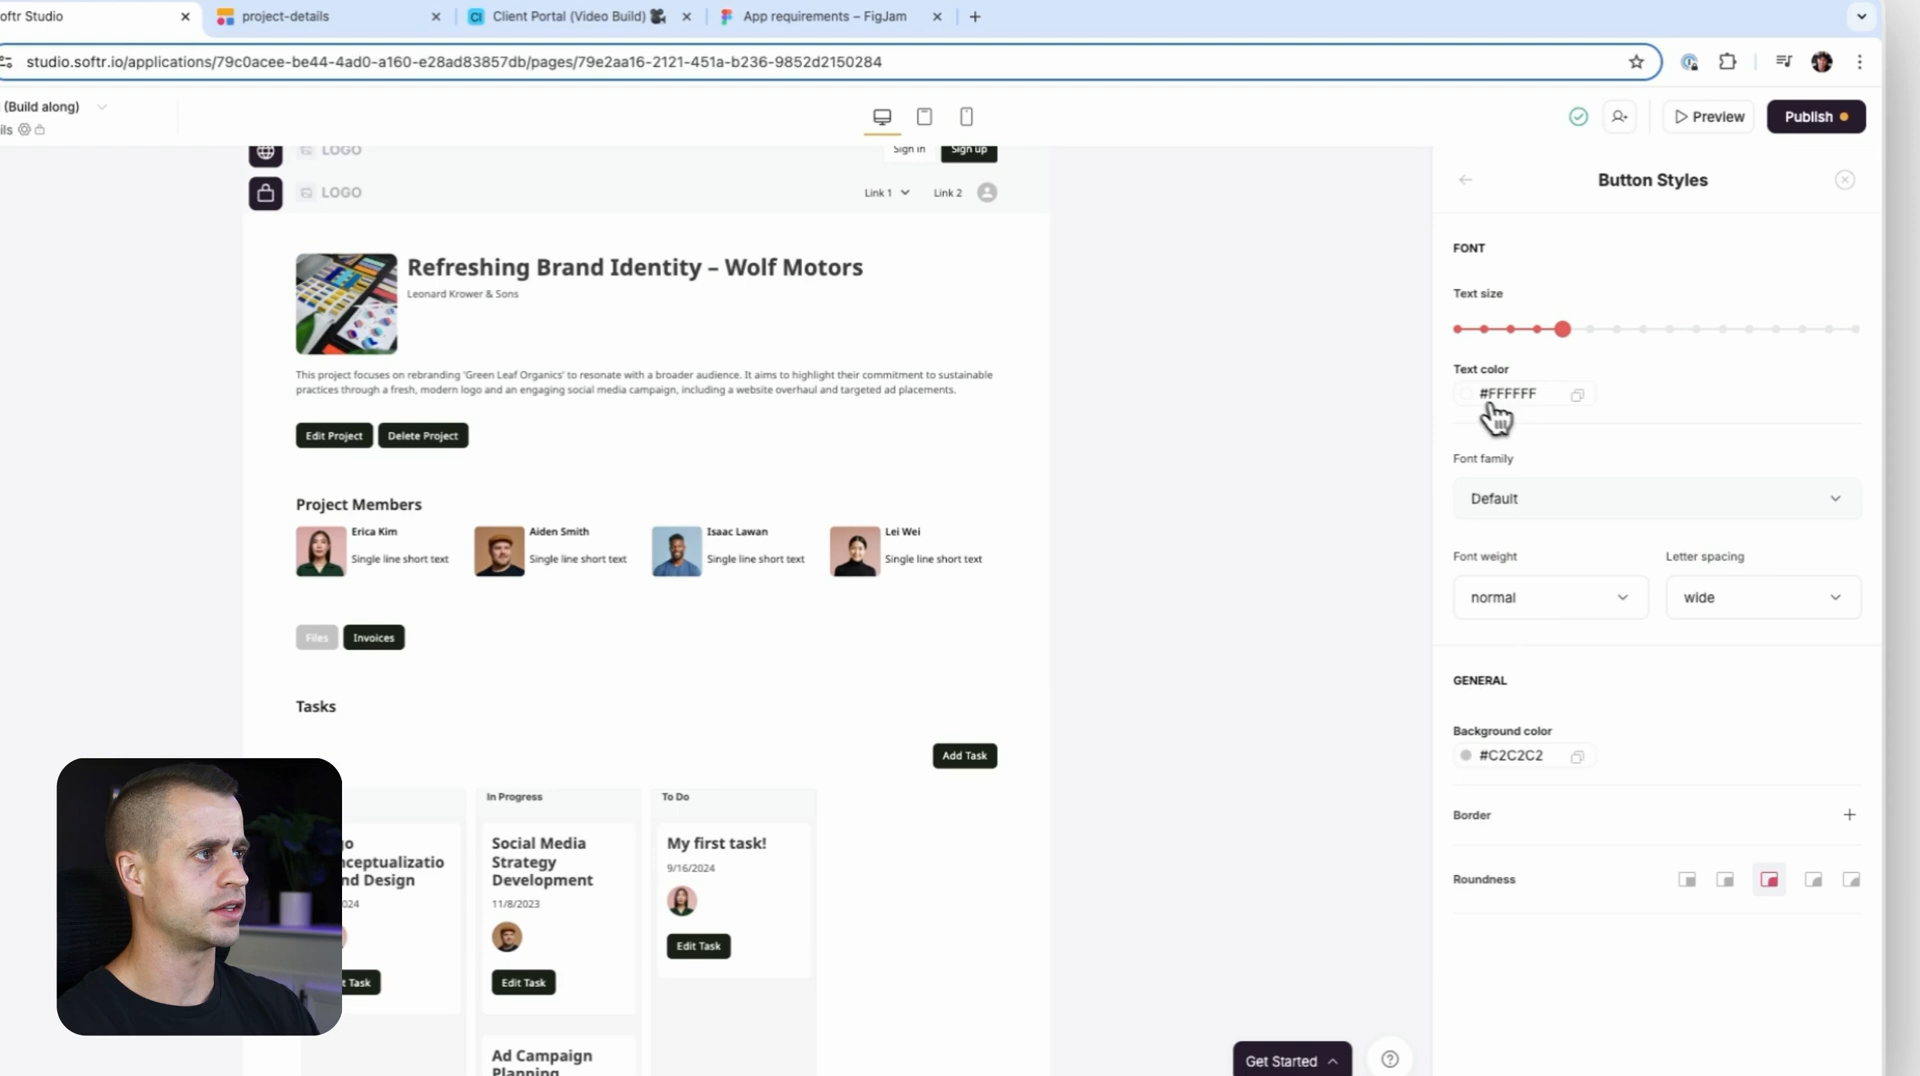 oftr Studio
project-details
CI Client Portal (Video Build)
App requirements – FigJam
studio.softr.io/applications/79c0acee-be44-4ad0-a160-e28ad83857db/pages/79e2aa16-2121-451a-b236-9852d2150284
(Build along)
ils
Preview
Publish
LOGO
Sign in
Sign up
LOGO
Link 1
Link 2
Refreshing Brand Identity – Wolf Motors
Leonard Krower & Sons
This project focuses on rebranding 'Green Leaf Organics' to resonate with a broader audience. It aims to highlight their commitment to sustainable
practices through a fresh, modern logo and an engaging social media campaign, including a website overhaul and targeted ad placements.
Edit Project
Delete Project
Project Members
Erica Kim
Single line short text
Aiden Smith
Single line short text
Isaac Lawan
Single line short text
Lei Wei
Single line short text
Files
Invoices
Tasks
Add Task
go
nceptualizatio
nd Design
024
t Task
In Progress
Social Media
Strategy
Development
11/8/2023
Edit Task
Ad Campaign
Planning
To Do
My first task!
9/16/2024
Edit Task
Button Styles
FONT
Text size
Text color
#FFFFFF
Font family
Default
Font weight
Letter spacing
normal
wide
GENERAL
Background color
#C2C2C2
Border
Roundness
Get Started